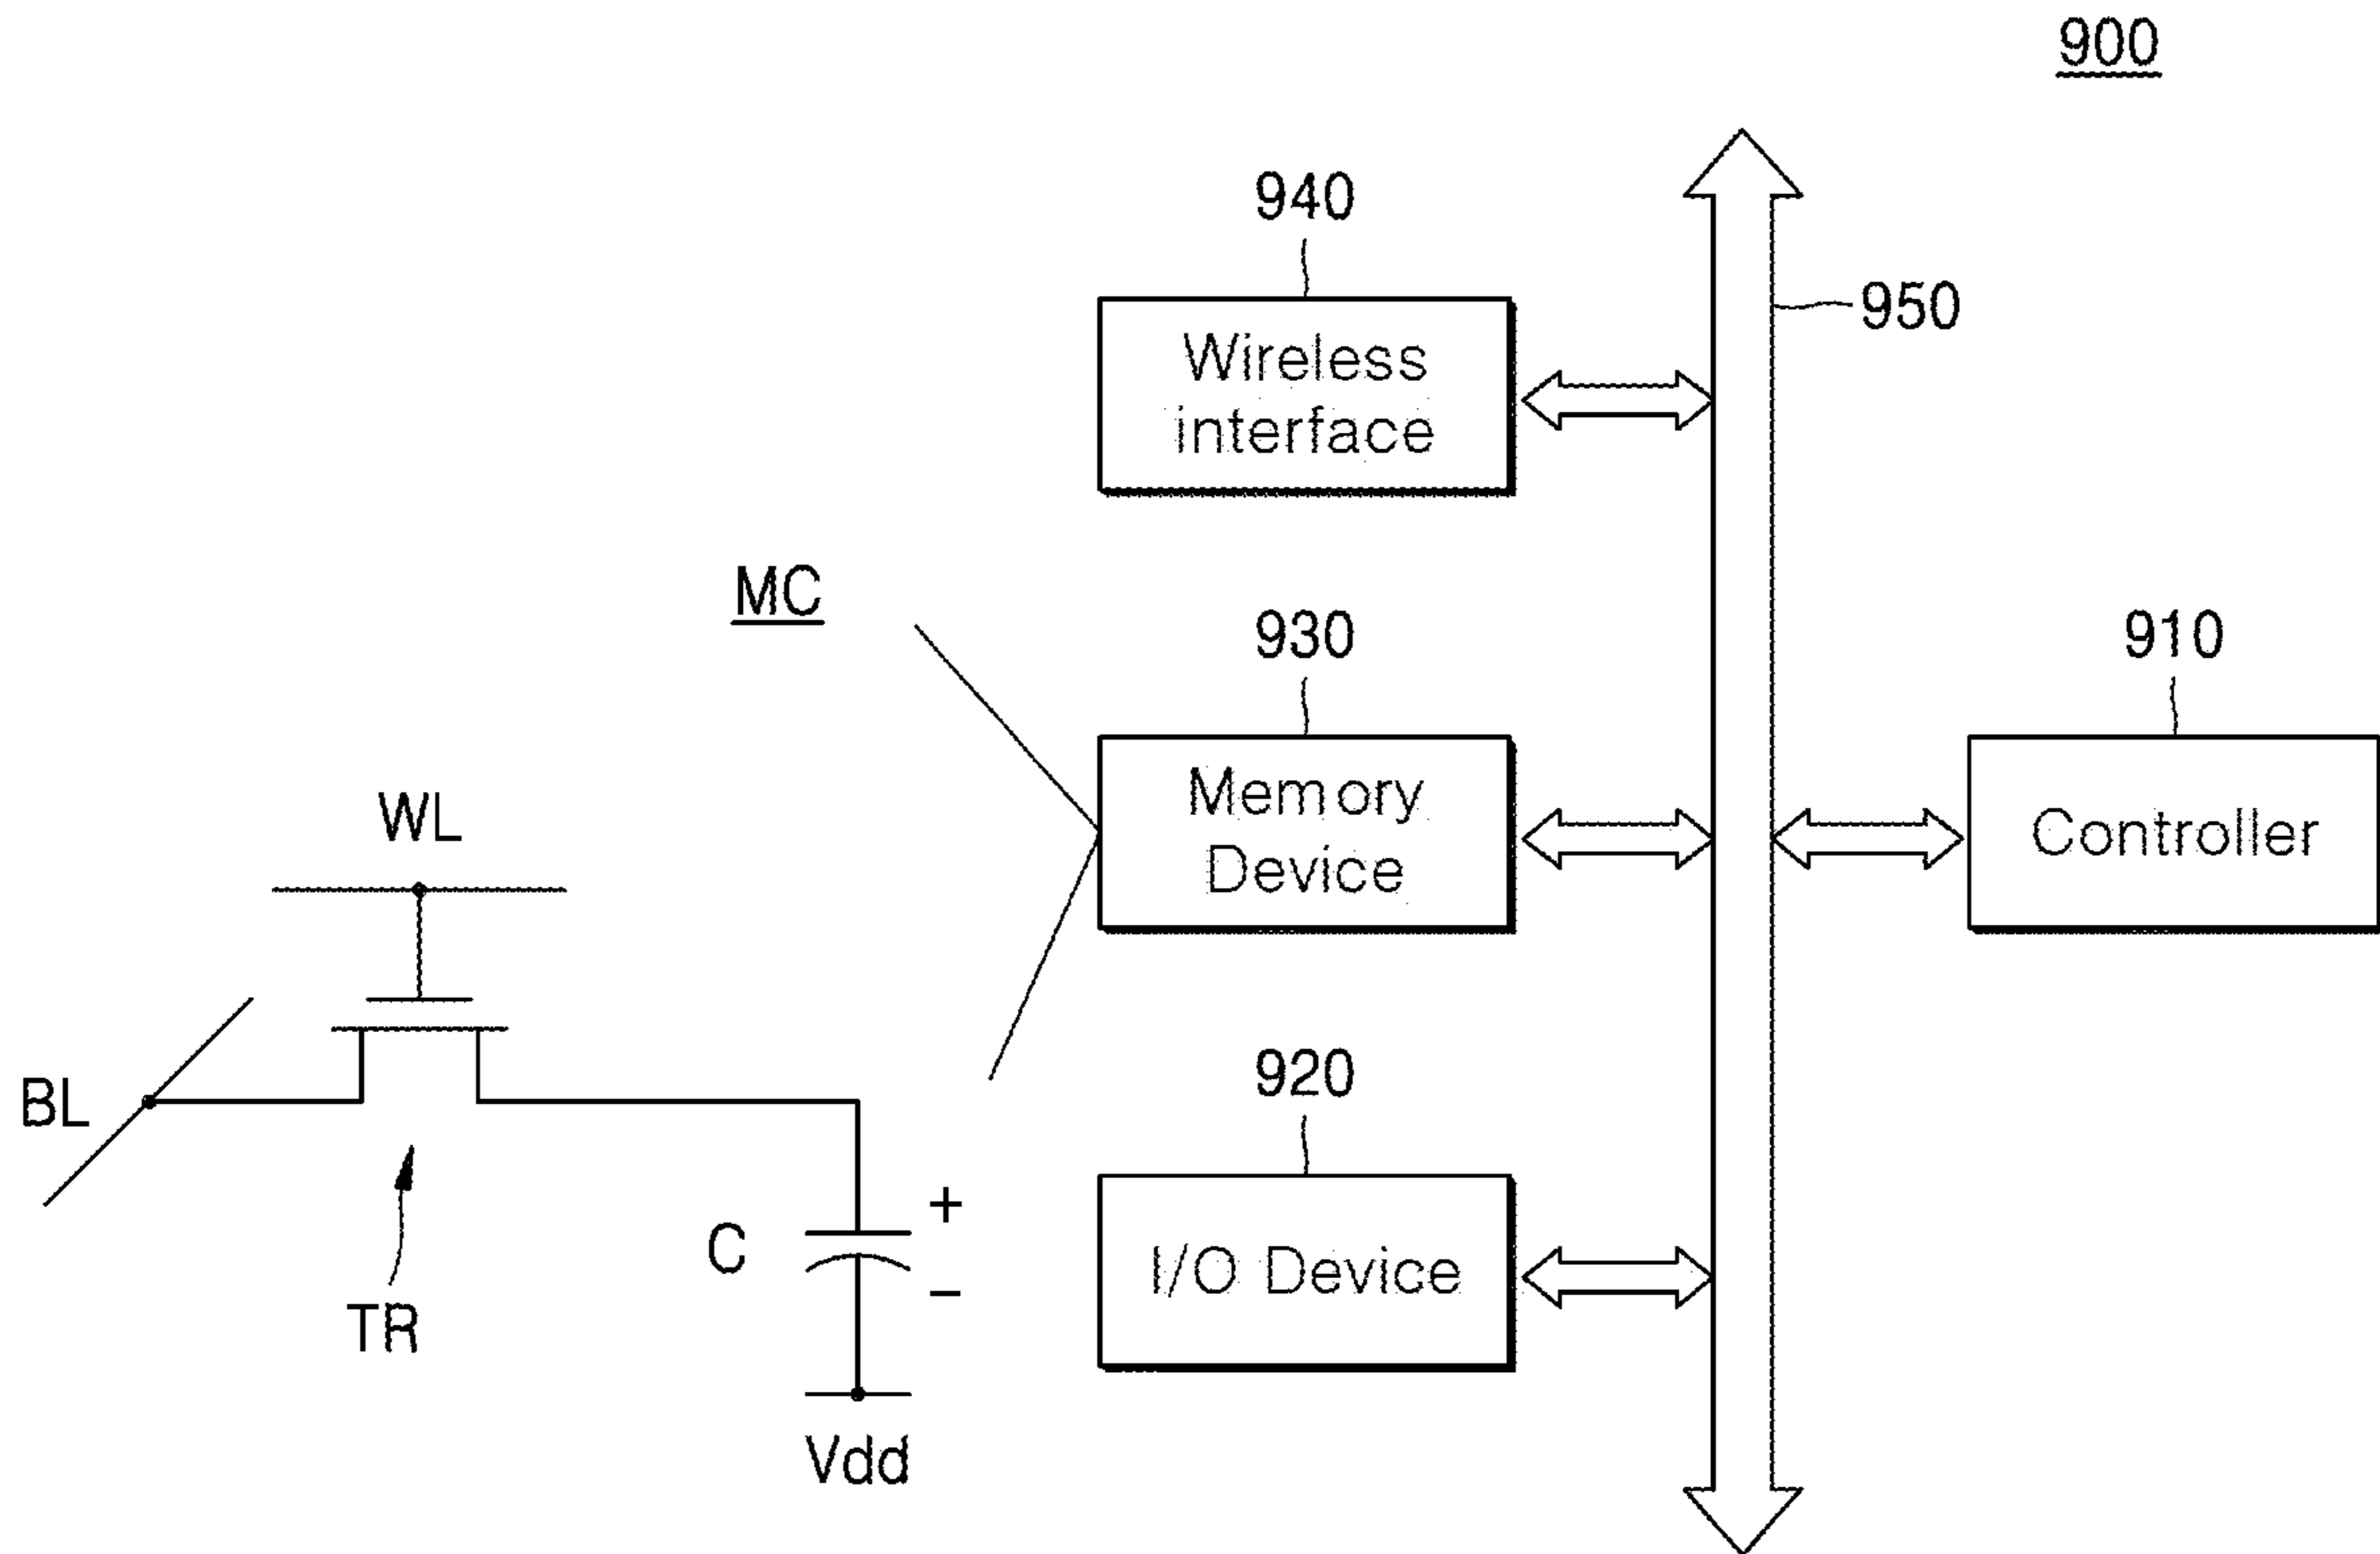 900
940
Wireless
interface
950
MC
930
Memory
Device
910
Controller
WL
BL
TR
C
+
−
Vdd
920
I/O Device